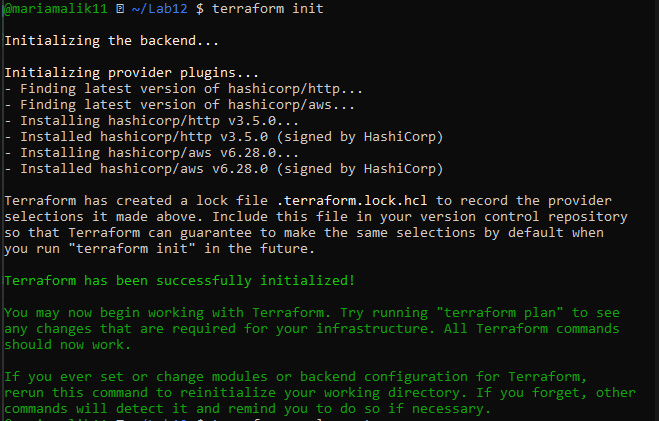 @mariamalik11 ~/Lab12 $ terraform init
Initializing the backend...
Initializing provider plugins...
- Finding latest version of hashicorp/http...
- Finding latest version of hashicorp/aws...
- Installing hashicorp/http v3.5.0...
- Installed hashicorp/http v3.5.0 (signed by HashiCorp)
- Installing hashicorp/aws v6.28.0...
- Installed hashicorp/aws v6.28.0 (signed by HashiCorp)
Terraform has created a lock file .terraform.lock.hcl to record the provider
selections it made above. Include this file in your version control repository
so that Terraform can guarantee to make the same selections by default when
you run "terraform init" in the future.
Terraform has been successfully initialized!
You may now begin working with Terraform. Try running "terraform plan" to see
any changes that are required for your infrastructure. All Terraform commands
should now work.
If you ever set or change modules or backend configuration for Terraform,
rerun this command to reinitialize your working directory. If you forget, other
commands will detect it and remind you to do so if necessary.